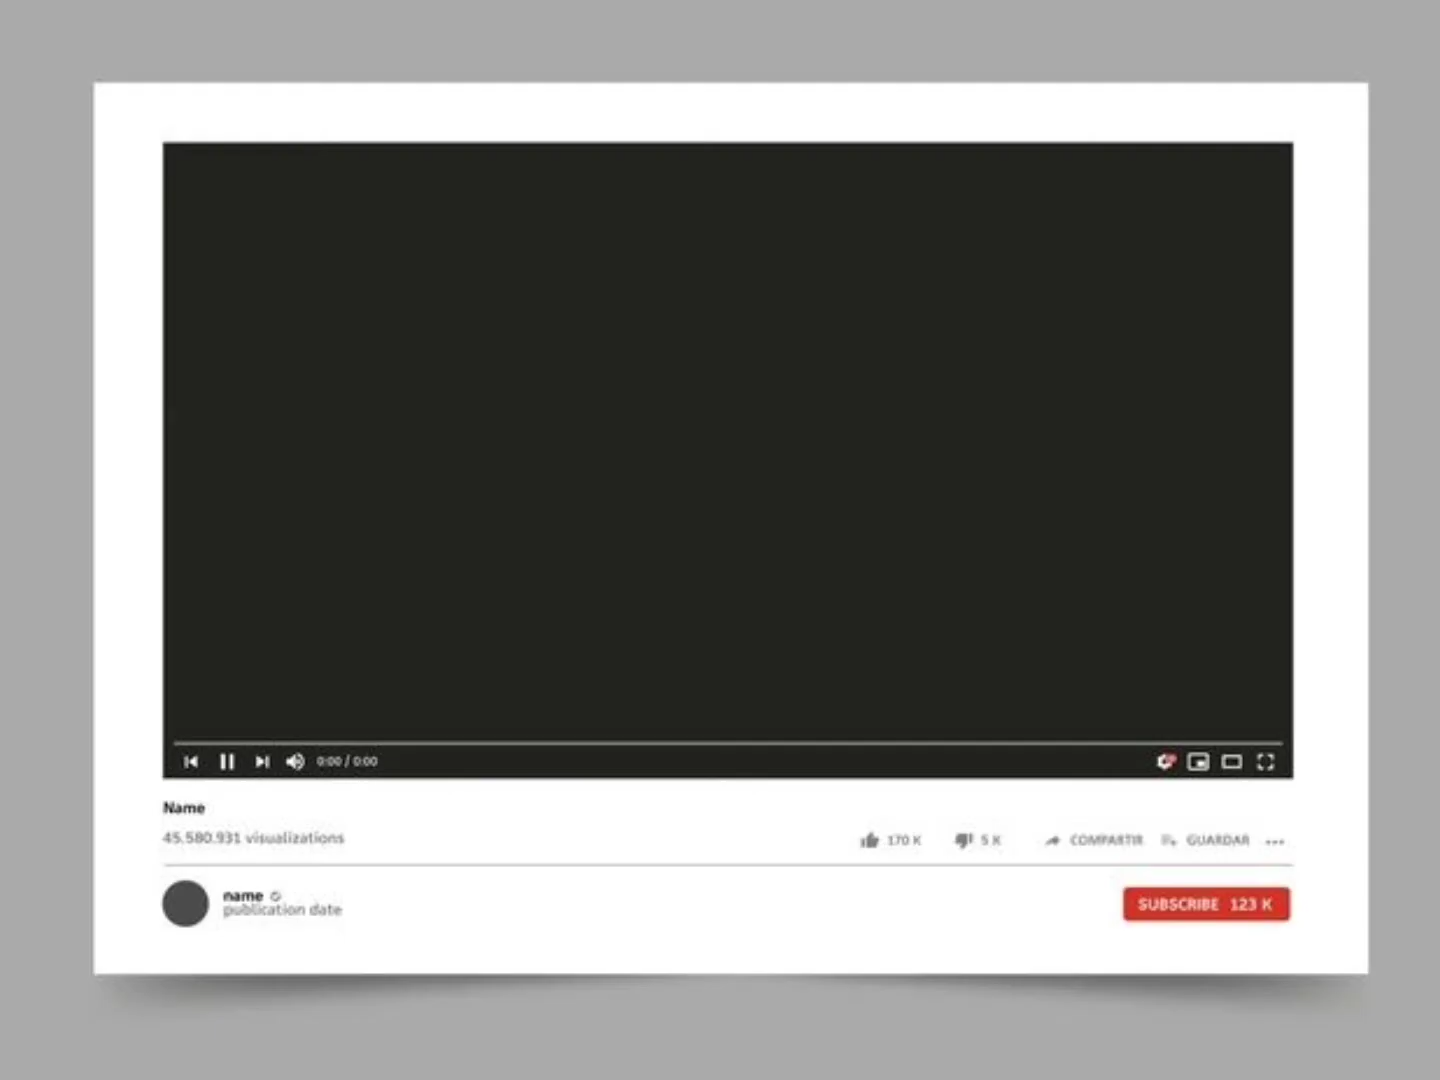 0:00 / 0:00
Name
45.580.931 visualizations
170 K 5 K COMPARTIR GUARDAR ...
name
publication date
SUBSCRIBE 123 K